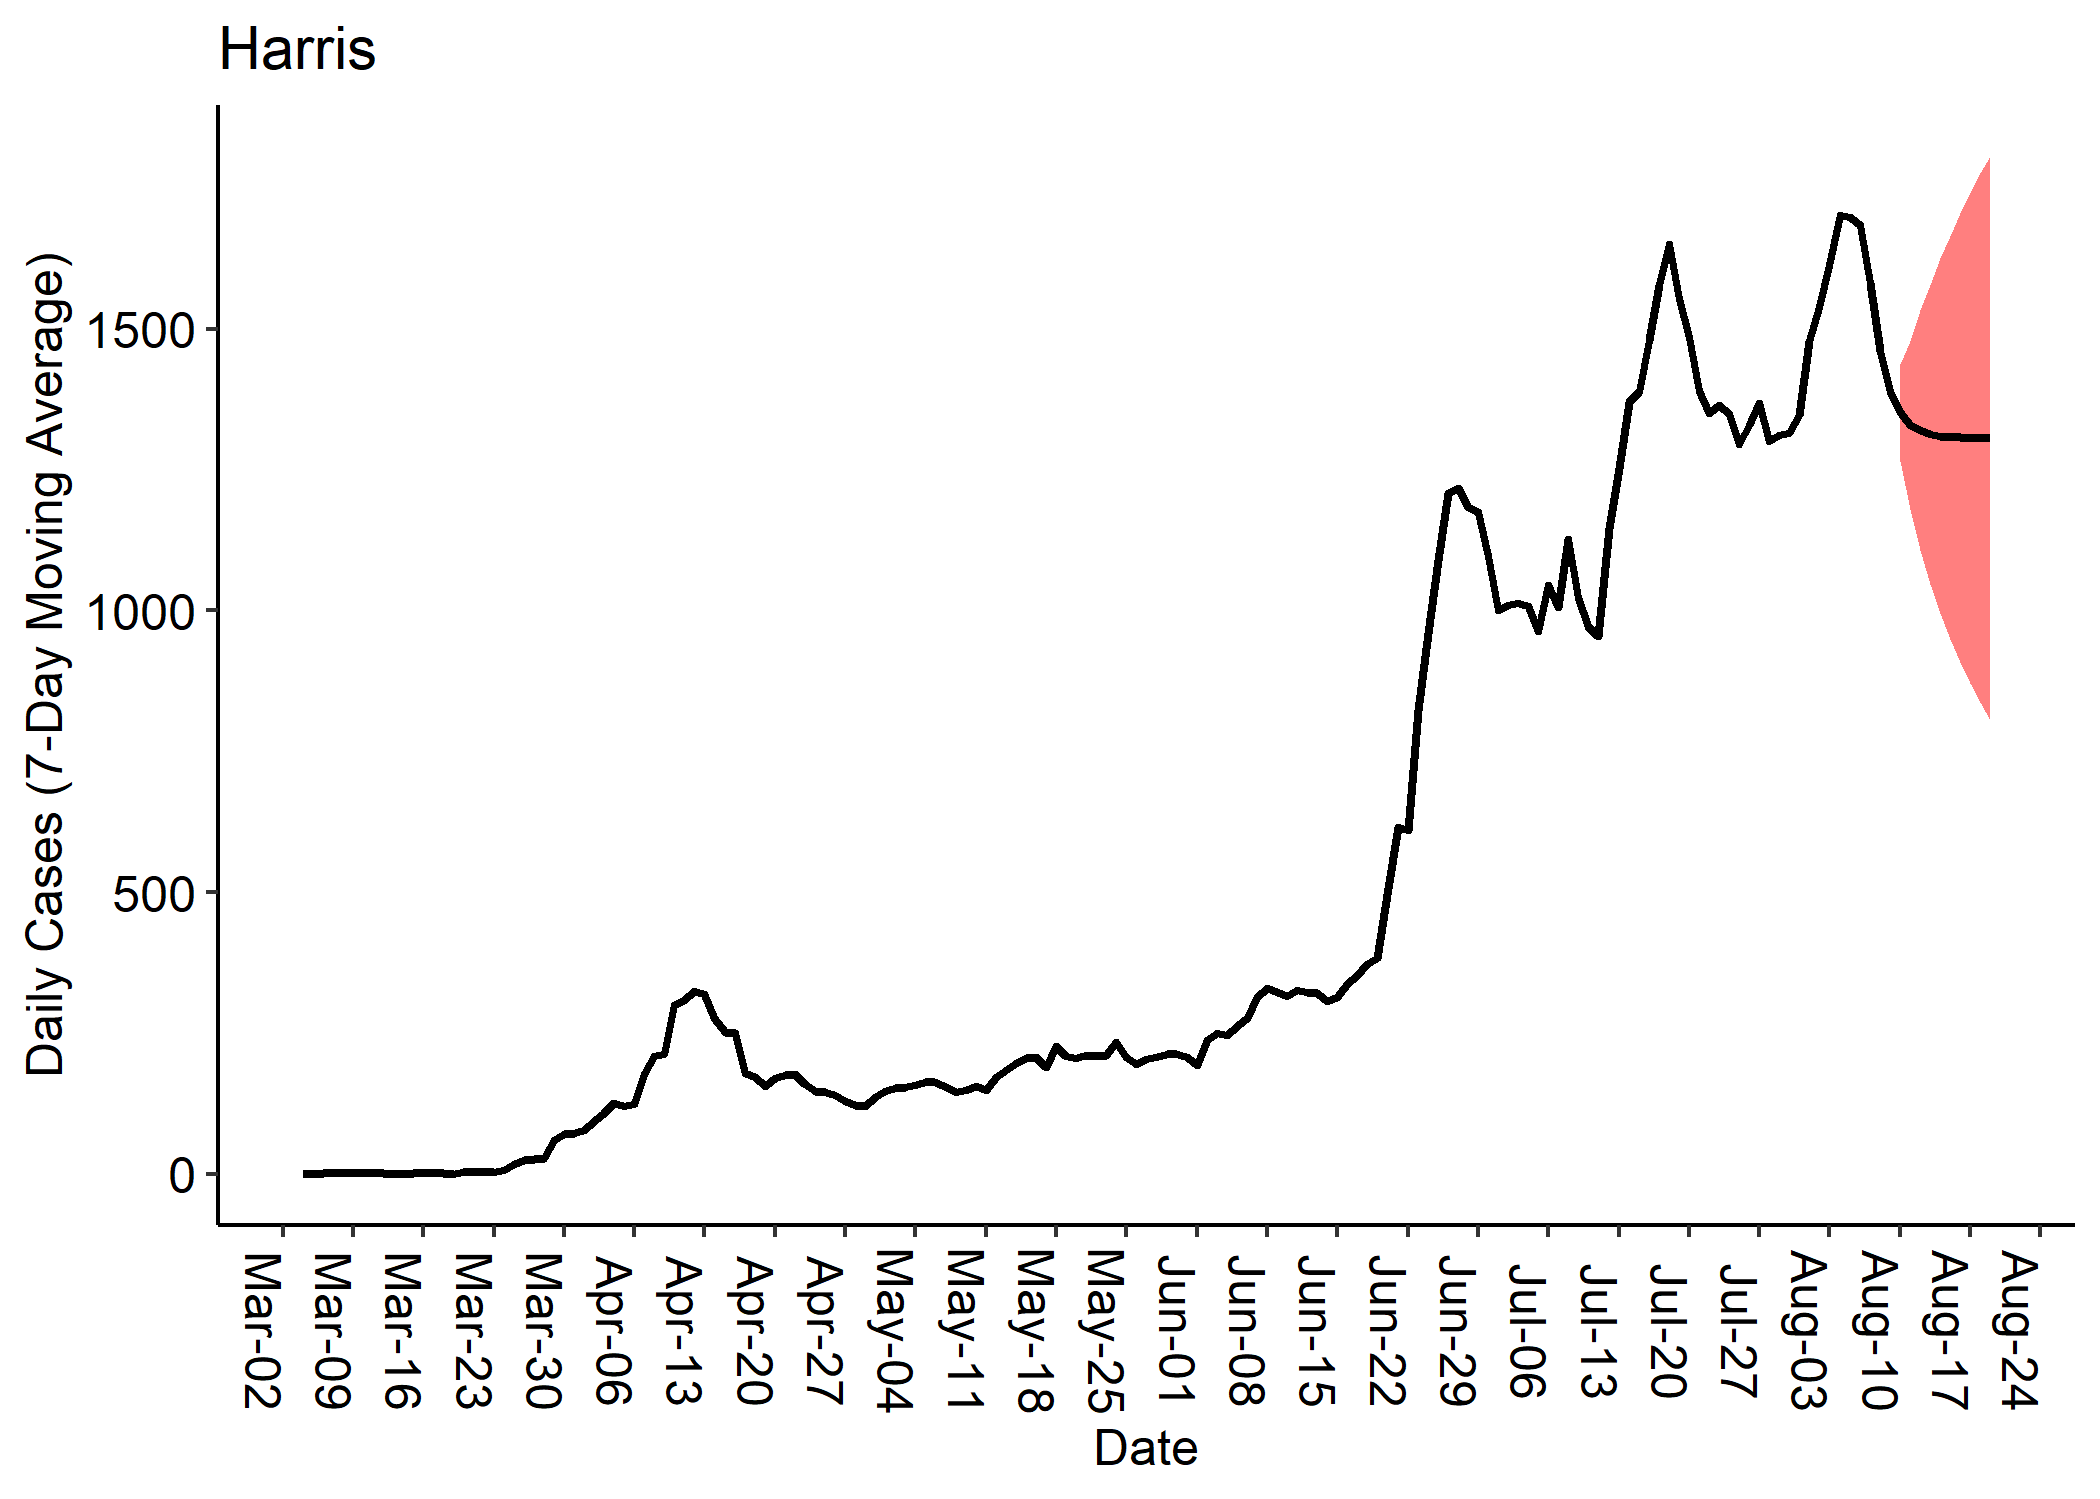 Harris
Daily Cases (7-Day Moving Average)
1500
1000
500
0
Mar-02
Mar-09
Mar-16
Mar-23
Mar-30
Apr-06
Apr-13
Apr-20
Apr-27
May-04
May-11
May-18
May-25
Jun-01
Jun-08
Jun-15
Jun-22
Jun-29
Jul-06
Jul-13
Jul-20
Jul-27
Aug-03
Aug-10
Aug-17
Aug-24
Date